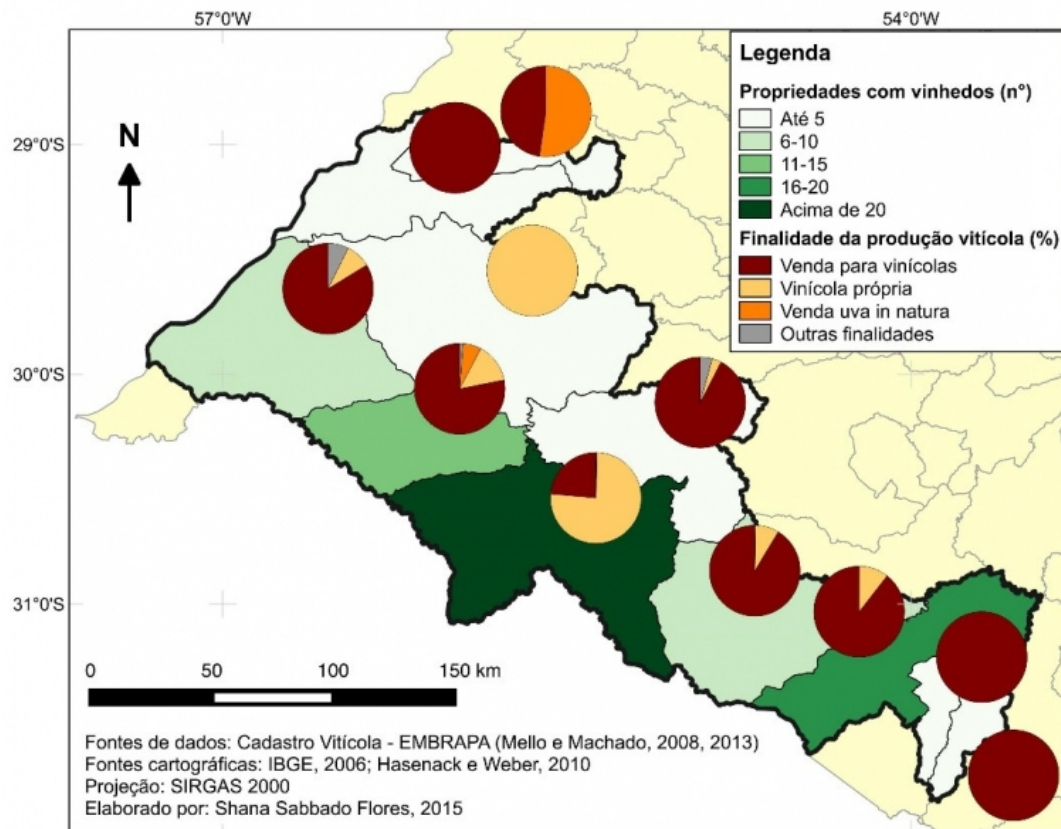 57°0'W
54°0'W
29°0'S
30°0'S
31°0'S
N
Legenda
Propriedades com vinhedos (n°)
Até 5
6-10
11-15
16-20
Acima de 20
Finalidade da produção vitícola (%)
Venda para vinícolas
Vinícola própria
Venda uva in natura
Outras finalidades
0 50 100 150 km
Fontes de dados: Cadastro Vitícola - EMBRAPA (Mello e Machado, 2008, 2013)
Fontes cartográficas: IBGE, 2006; Hasenack e Weber, 2010
Projeção: SIRGAS 2000
Elaborado por: Shana Sabbado Flores, 2015